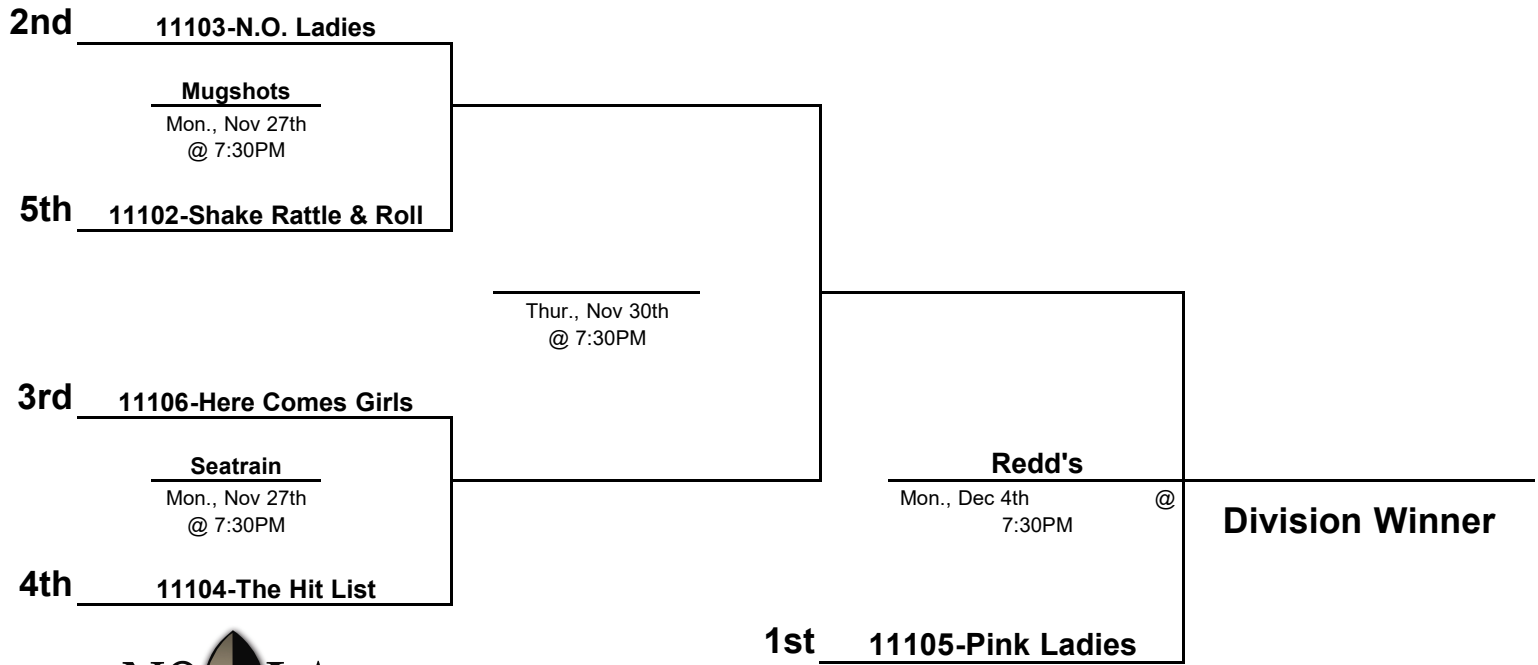 2nd 11103-N.O. Ladies
Mugshots
Mon., Nov 27th
@ 7:30PM
5th 11102-Shake Rattle & Roll
Thur., Nov 30th
@ 7:30PM
3rd 11106-Here Comes Girls
Seatrain
Mon., Nov 27th
@ 7:30PM
4th 11104-The Hit List
Redd's
Mon., Dec 4th @
7:30PM
Division Winner
1st 11105-Pink Ladies